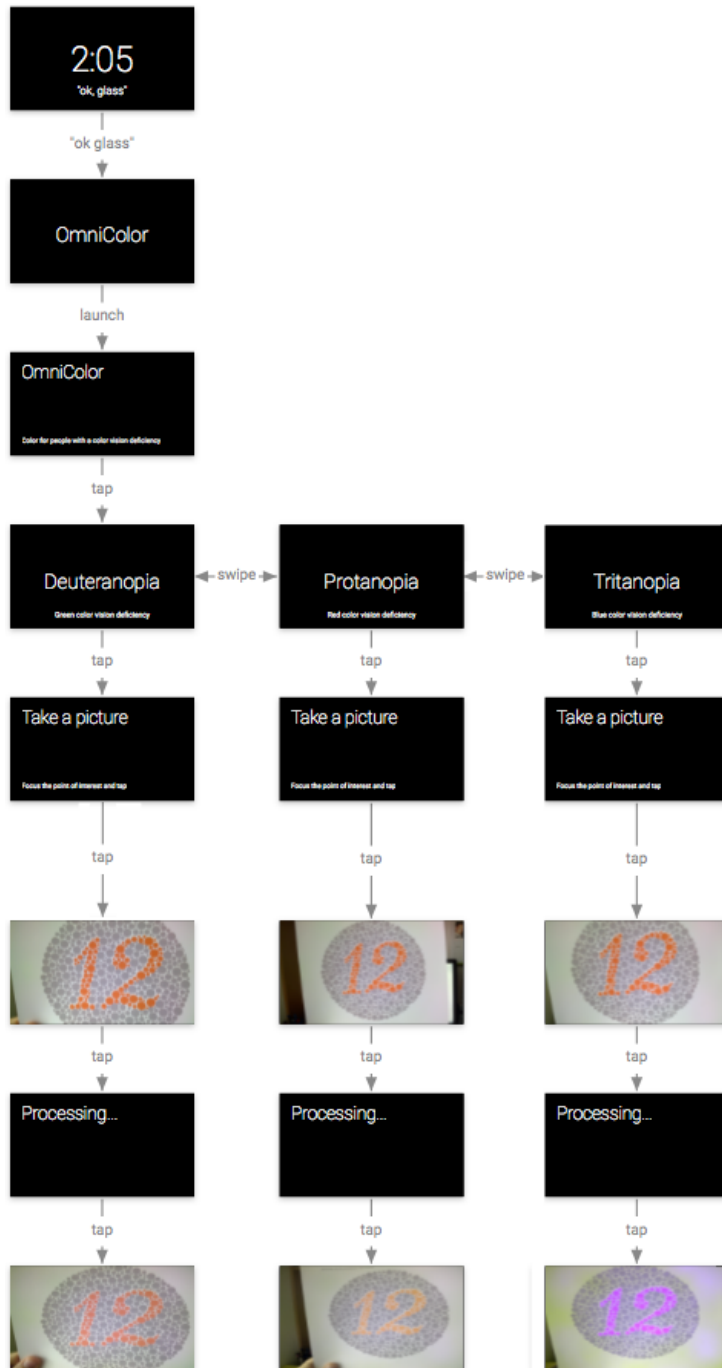 2:05
"ok, glass"
"ok glass"
OmniColor
launch
OmniColor
Color for people with a color vision deficiency
tap
Deuteranopia
Green color vision deficiency
swipe
Protanopia
Red color vision deficiency
swipe
Tritanopia
Blue color vision deficiency
tap
tap
tap
Take a picture
Focus the point of interest and tap
Take a picture
Focus the point of interest and tap
Take a picture
Focus the point of interest and tap
tap
tap
tap
12
12
12
tap
tap
tap
Processing...
Processing...
Processing...
tap
tap
tap
12
12
12